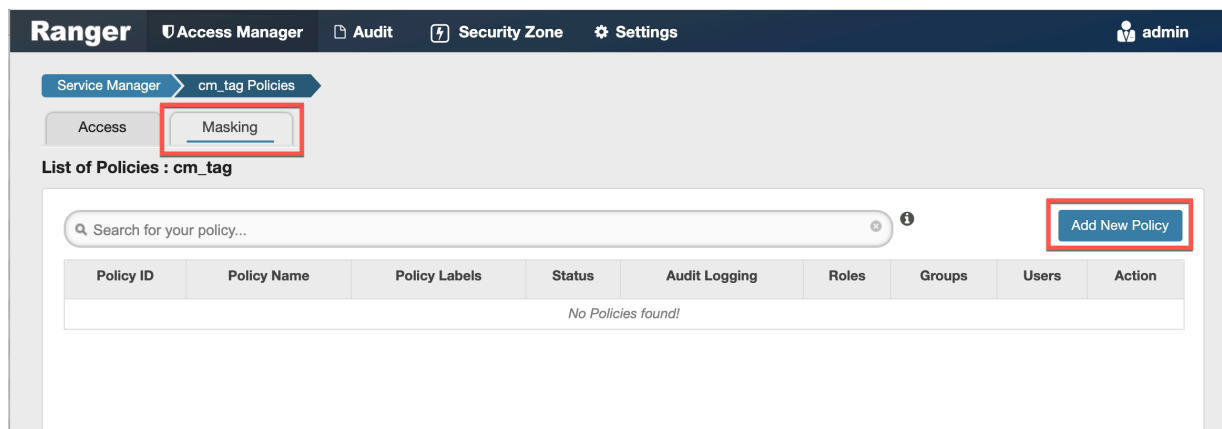 Ranger Access Manager Audit Security Zone Settings admin
Service Manager cm_tag Policies
Access Masking
List of Policies : cm_tag
Search for your policy... Add New Policy
Policy ID Policy Name Policy Labels Status Audit Logging Roles Groups Users Action
No Policies found!